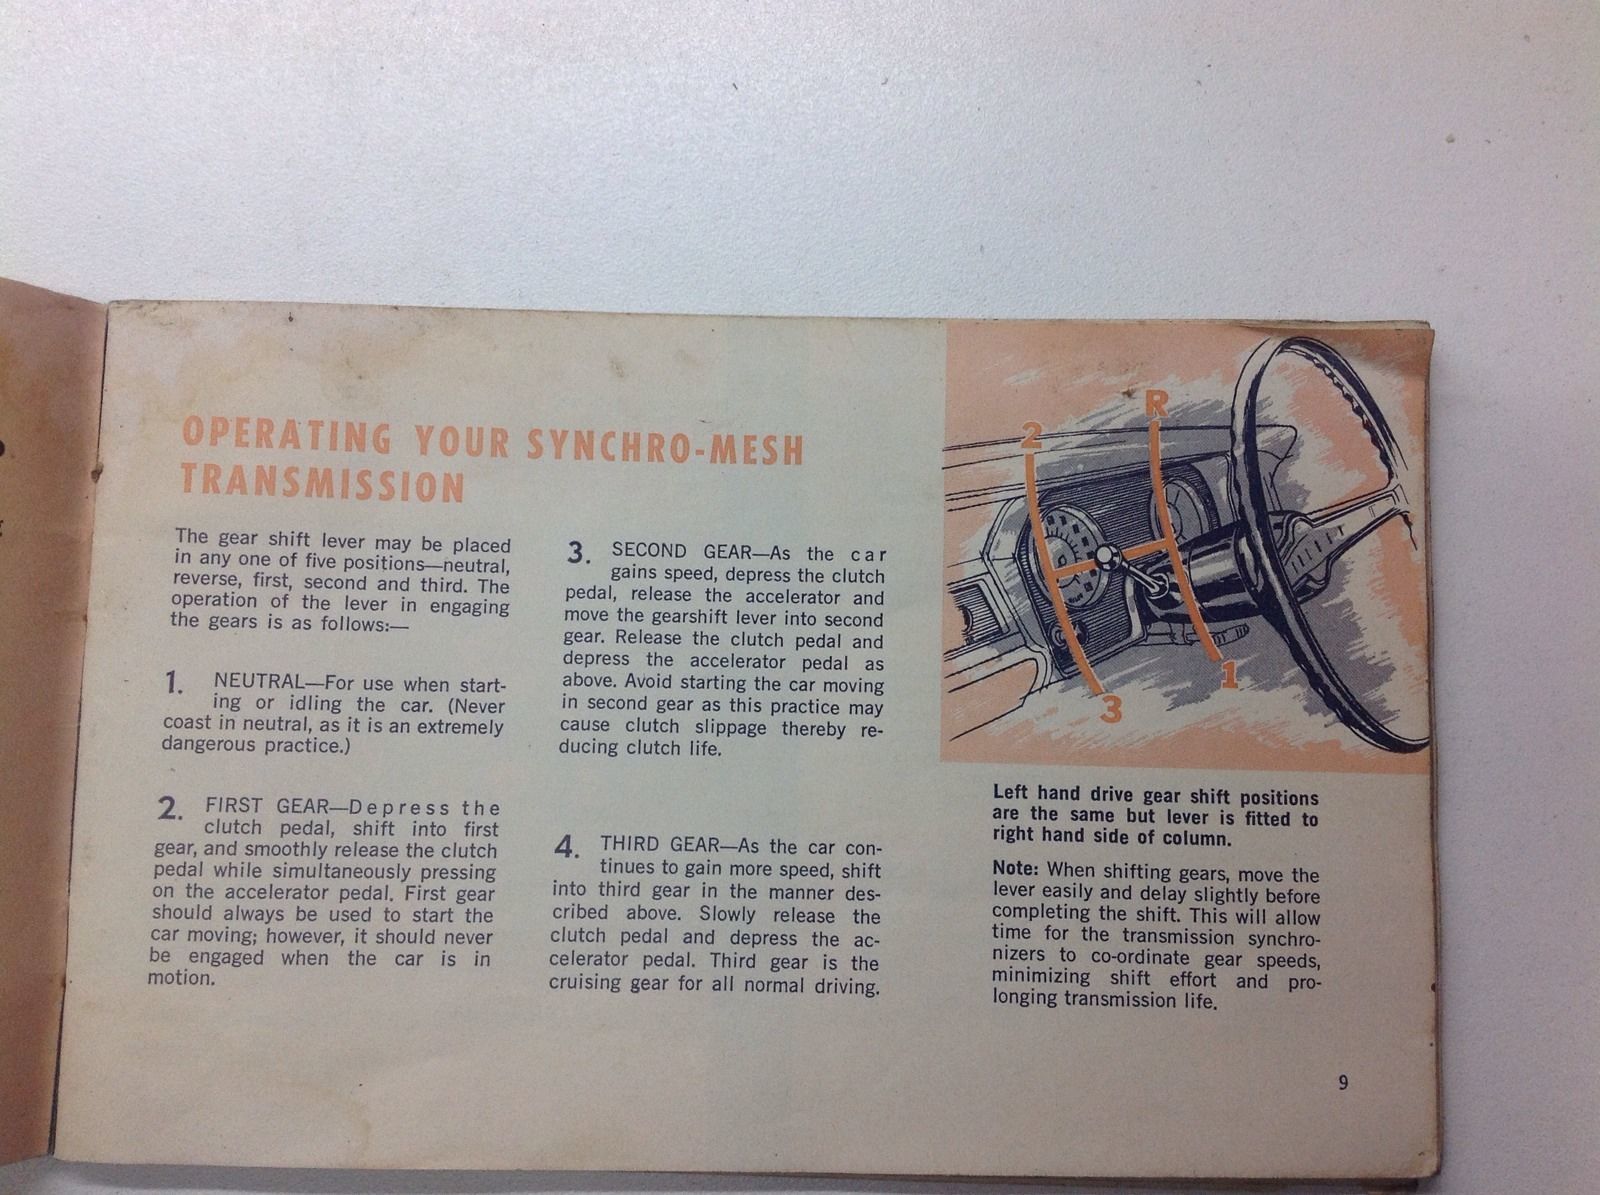 OPERATING YOUR SYNCHRO-MESH
TRANSMISSION
The gear shift lever may be placed
in any one of five positions—neutral,
reverse, first, second and third. The
operation of the lever in engaging
the gears is as follows:—
1. NEUTRAL—For use when start-
ing or idling the car. (Never
coast in neutral, as it is an extremely
dangerous practice.)
2. FIRST GEAR—Depress the
clutch pedal, shift into first
gear, and smoothly release the clutch
pedal while simultaneously pressing
on the accelerator pedal. First gear
should always be used to start the
car moving; however, it should never
be engaged when the car is in
motion.
3. SECOND GEAR—As the car
gains speed, depress the clutch
pedal, release the accelerator and
move the gearshift lever into second
gear. Release the clutch pedal and
depress the accelerator pedal as
above. Avoid starting the car moving
in second gear as this practice may
cause clutch slippage thereby re-
ducing clutch life.
4. THIRD GEAR—As the car con-
tinues to gain more speed, shift
into third gear in the manner des-
cribed above. Slowly release the
clutch pedal and depress the ac-
celerator pedal. Third gear is the
cruising gear for all normal driving.
R
2
1
3
Left hand drive gear shift positions
are the same but lever is fitted to
right hand side of column.
Note: When shifting gears, move the
lever easily and delay slightly before
completing the shift. This will allow
time for the transmission synchro-
nizers to co-ordinate gear speeds,
minimizing shift effort and pro-
longing transmission life.
9